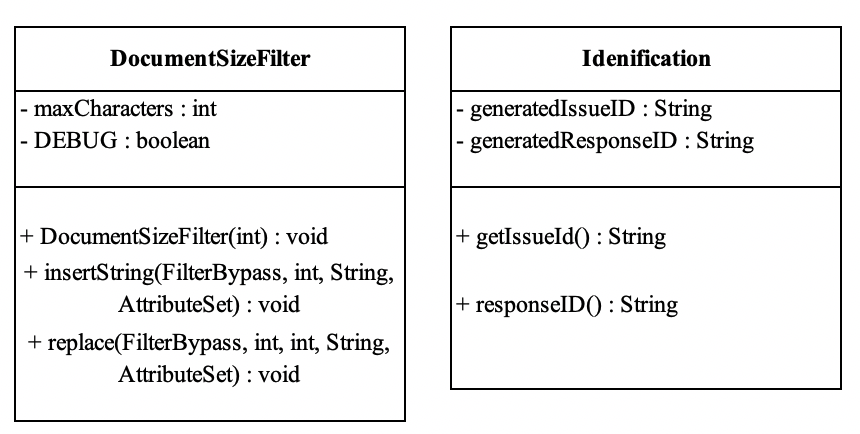 DocumentSizeFilter
- maxCharacters : int
- DEBUG : boolean
+ DocumentSizeFilter(int) : void
+ insertString(FilterBypass, int, String,
AttributeSet) : void
+ replace(FilterBypass, int, int, String,
AttributeSet) : void
Idenification
- generatedIssueID : String
- generatedResponseID : String
+ getIssueId() : String
+ responseID() : String